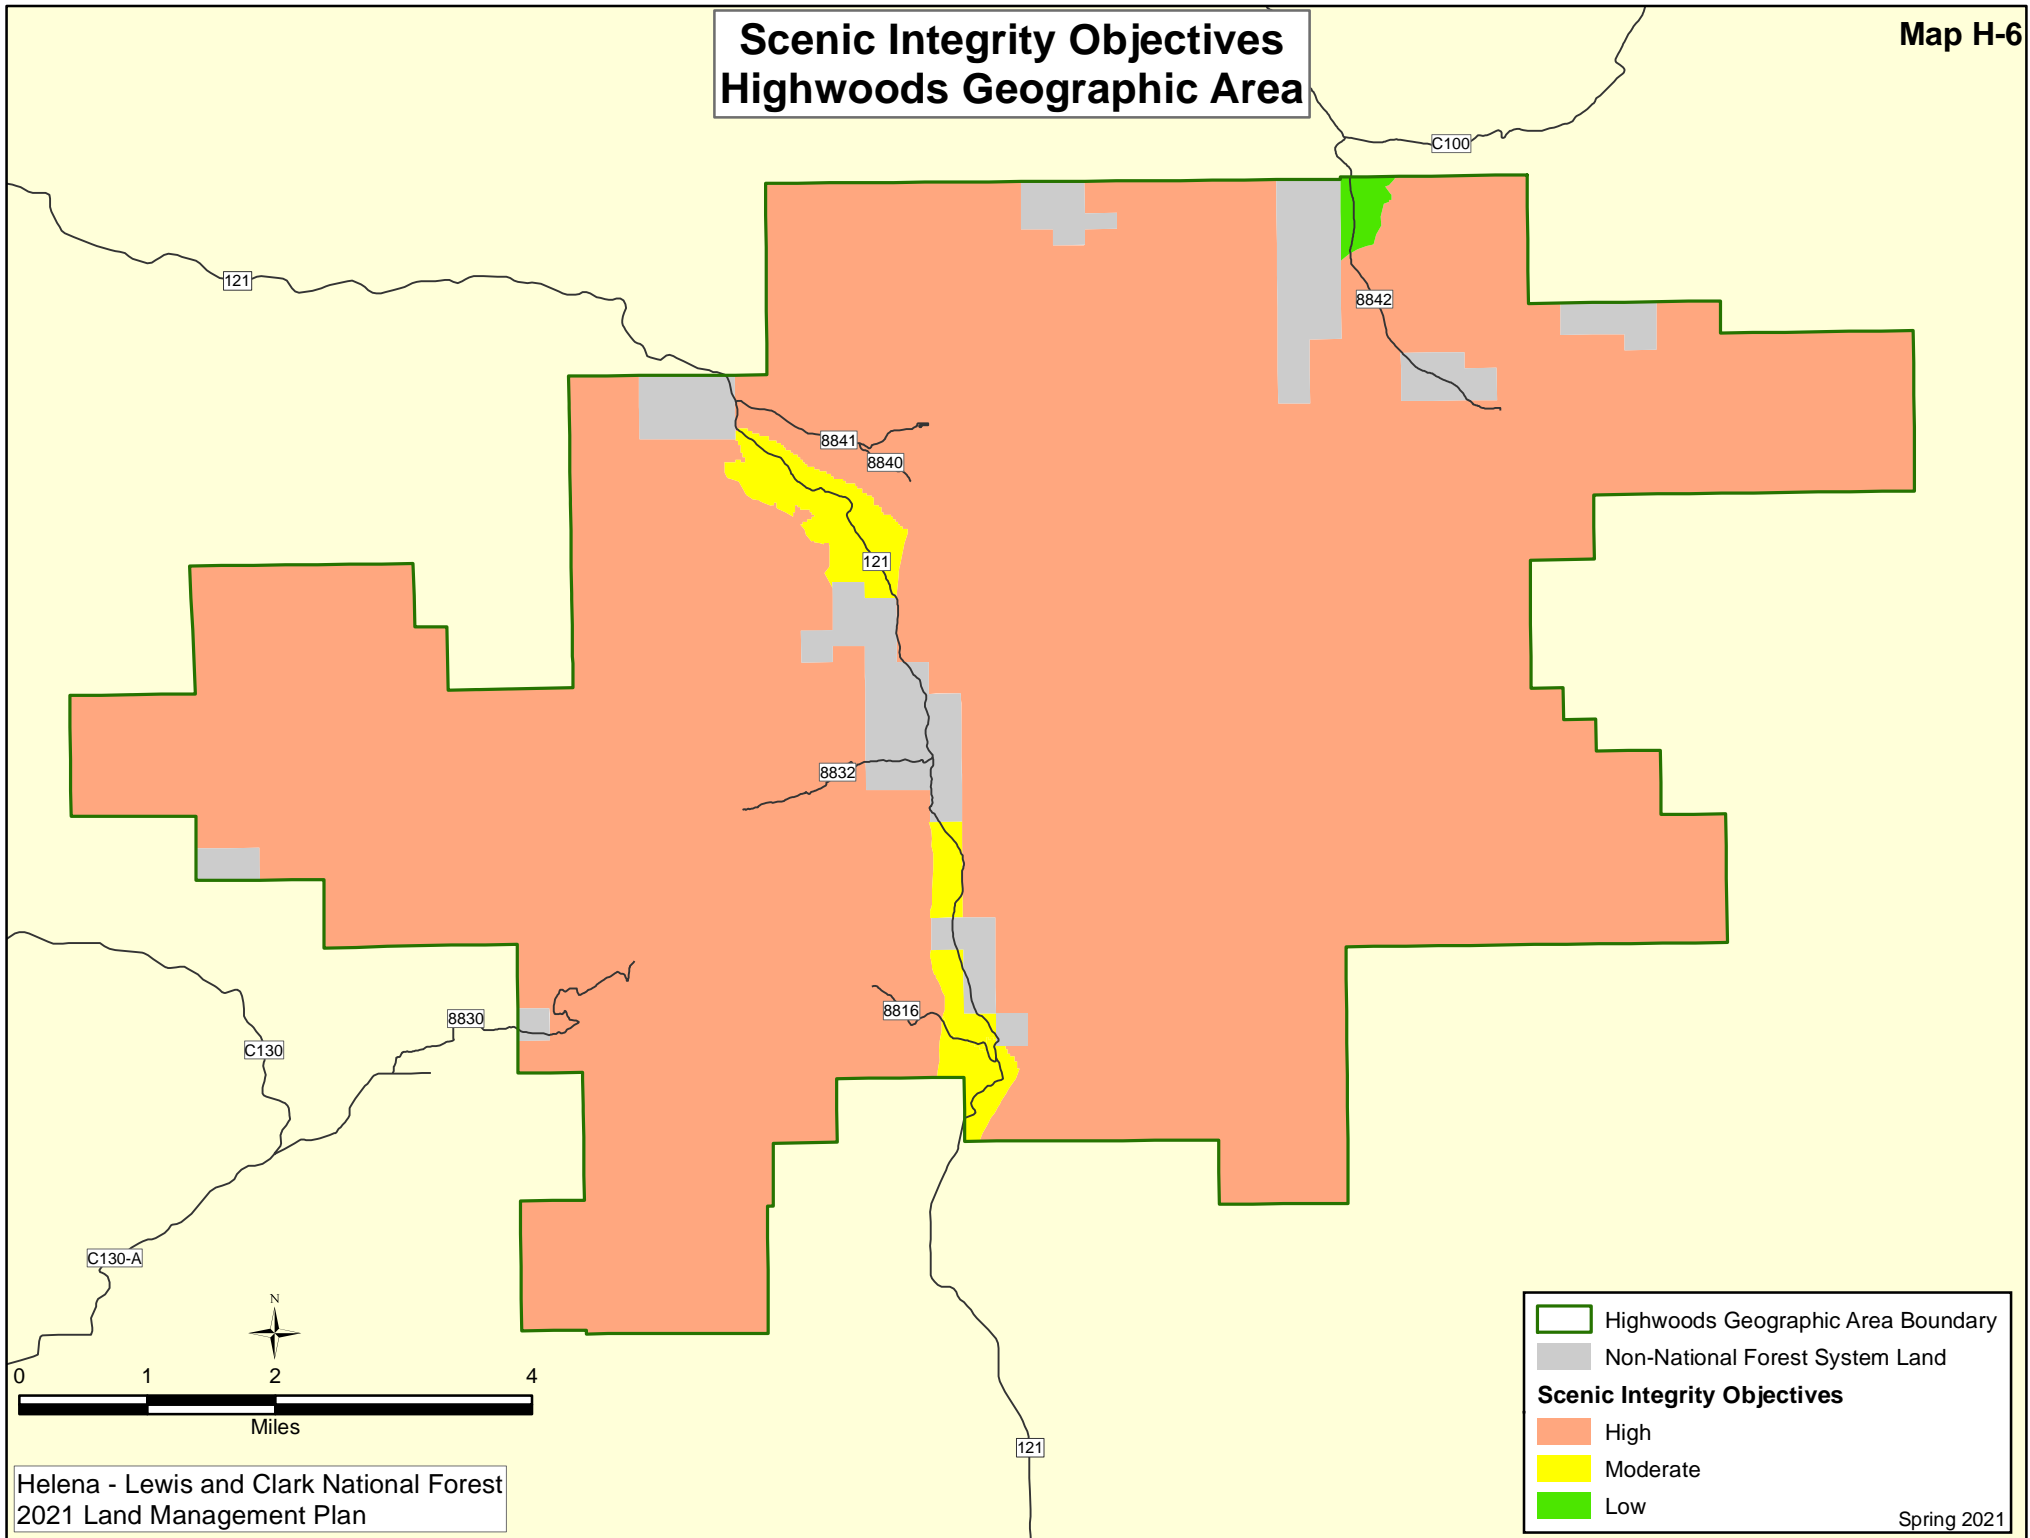 Scenic Integrity Objectives
Highwoods Geographic Area
Map H-6
C100
121
8842
8841
8840
121
8832
8816
8830
C130
C130-A
121
N
0 1 2 4
Miles
Helena - Lewis and Clark National Forest
2021 Land Management Plan
Highwoods Geographic Area Boundary
Non-National Forest System Land
Scenic Integrity Objectives
High
Moderate
Low
Spring 2021